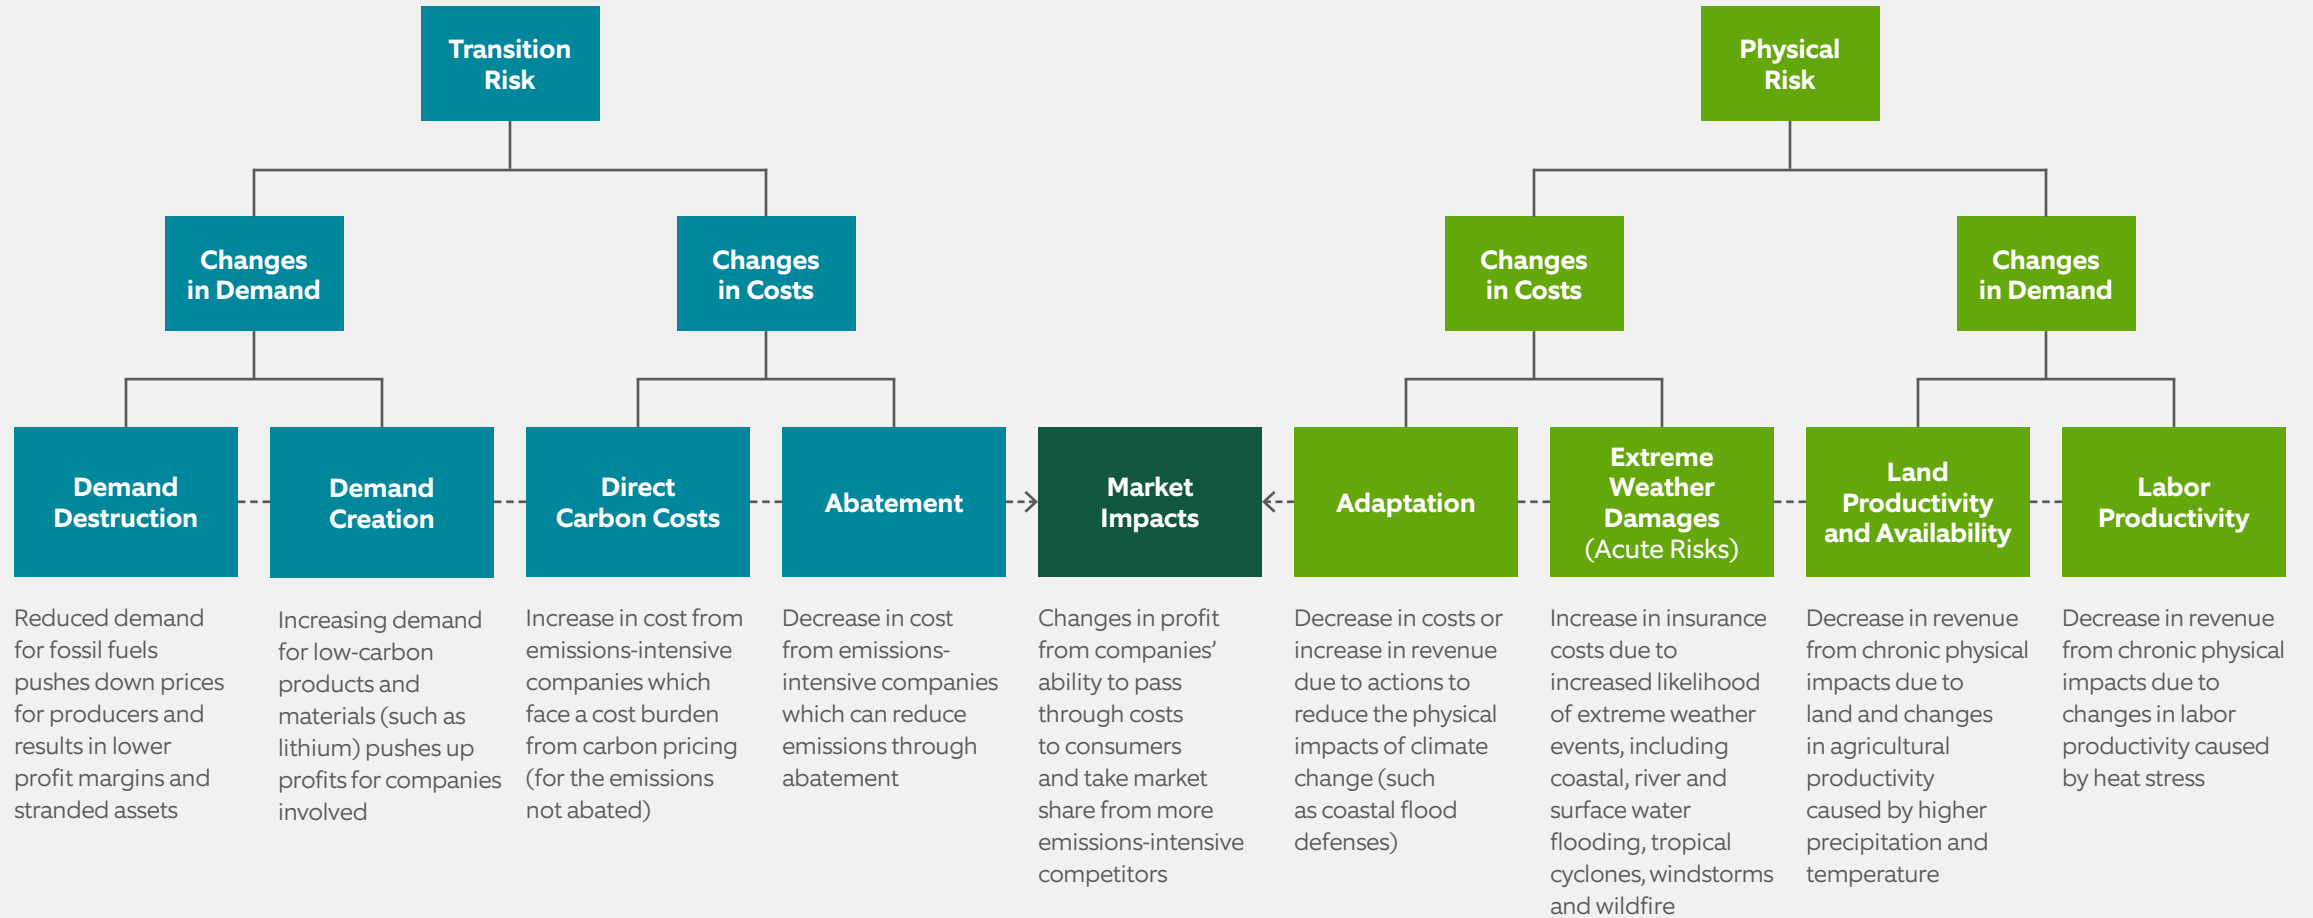 Transition
Risk
Physical
Risk
Changes
in Demand
Changes
in Costs
Changes
in Costs
Changes
in Demand
Demand
Destruction
Demand
Creation
Direct
Carbon Costs
Abatement
Market
Impacts
Adaptation
Extreme
Weather
Damages
(Acute Risks)
Land
Productivity
and Availability
Labor
Productivity
Reduced demand
for fossil fuels
pushes down prices
for producers and
results in lower
profit margins and
stranded assets
Increasing demand
for low-carbon
products and
materials (such as
lithium) pushes up
profits for companies
involved
Increase in cost from
emissions-intensive
companies which
face a cost burden
from carbon pricing
(for the emissions
not abated)
Decrease in cost
from emissions-
intensive companies
which can reduce
emissions through
abatement
Changes in profit
from companies’
ability to pass
through costs
to consumers
and take market
share from more
emissions-intensive
competitors
Decrease in costs or
increase in revenue
due to actions to
reduce the physical
impacts of climate
change (such
as coastal flood
defenses)
Increase in insurance
costs due to
increased likelihood
of extreme weather
events, including
coastal, river and
surface water
flooding, tropical
cyclones, windstorms
and wildfire
Decrease in revenue
from chronic physical
impacts due to
land and changes
in agricultural
productivity
caused by higher
precipitation and
temperature
Decrease in revenue
from chronic physical
impacts due to
changes in labor
productivity caused
by heat stress